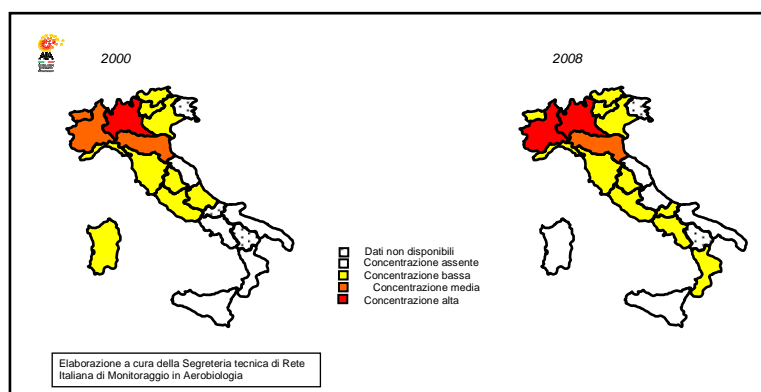 AIA
2000
2008
Dati non disponibili
Concentrazione assente
Concentrazione bassa
Concentrazione media
Concentrazione alta
Elaborazione a cura della Segreteria tecnica di Rete
Italiana di Monitoraggio in Aerobiologia